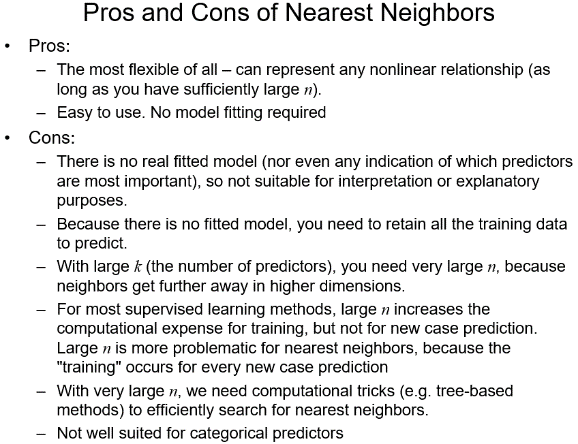 Pros and Cons of Nearest Neighbors
• Pros:
– The most flexible of all – can represent any nonlinear relationship (as
long as you have sufficiently large n).
– Easy to use. No model fitting required
• Cons:
– There is no real fitted model (nor even any indication of which predictors
are most important), so not suitable for interpretation or explanatory
purposes.
– Because there is no fitted model, you need to retain all the training data
to predict.
– With large k (the number of predictors), you need very large n, because
neighbors get further away in higher dimensions.
– For most supervised learning methods, large n increases the
computational expense for training, but not for new case prediction.
Large n is more problematic for nearest neighbors, because the
"training" occurs for every new case prediction
– With very large n, we need computational tricks (e.g. tree-based
methods) to efficiently search for nearest neighbors.
– Not well suited for categorical predictors